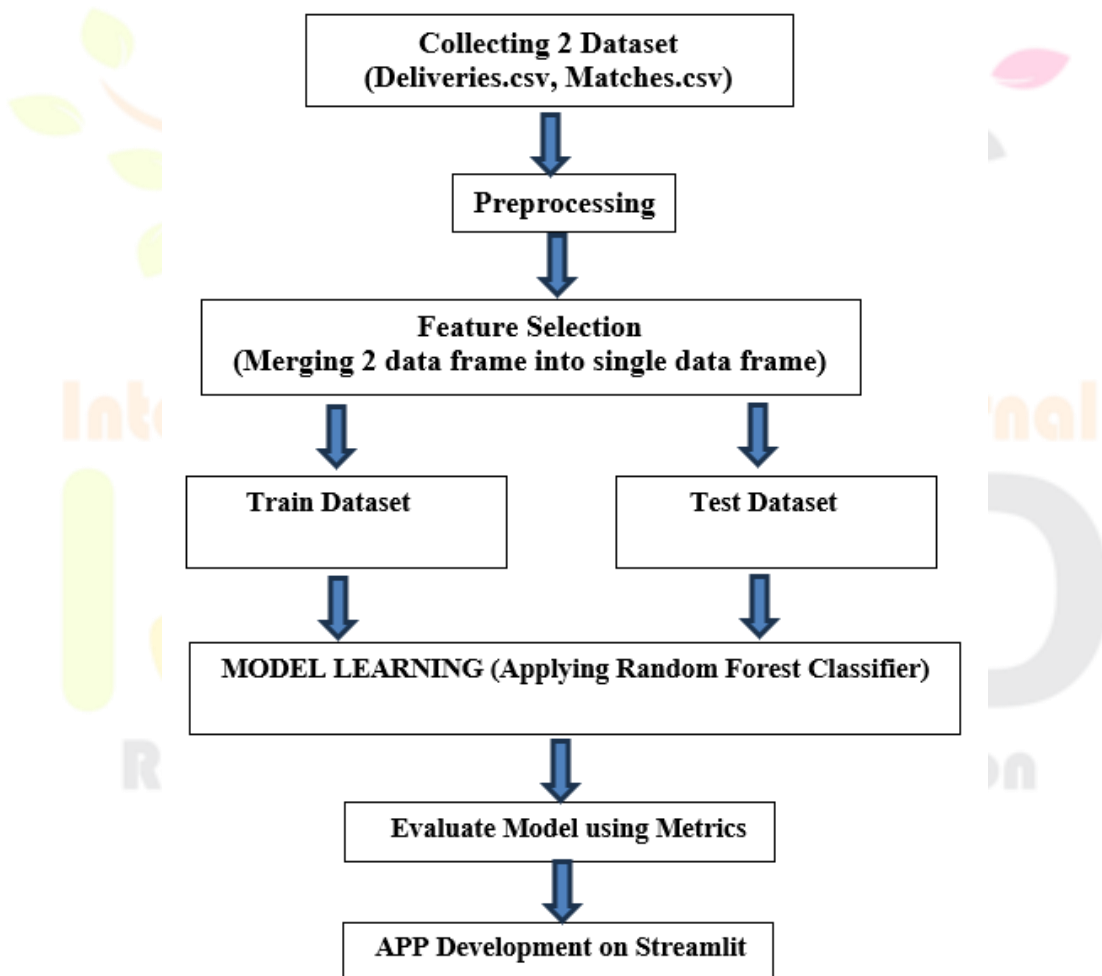 Collecting 2 Dataset
(Deliveries.csv, Matches.csv)
Preprocessing
Feature Selection
(Merging 2 data frame into single data frame)
Train Dataset
Test Dataset
MODEL LEARNING (Applying Random Forest Classifier)
Evaluate Model using Metrics
APP Development on Streamlit